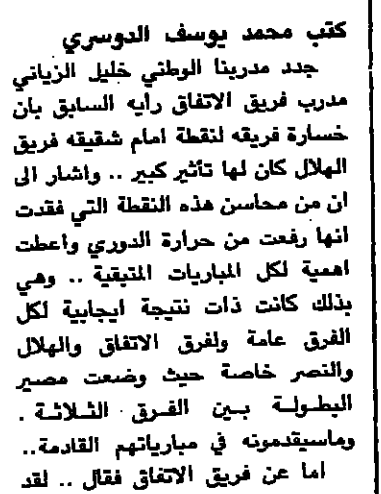 كتب محمد يوسف الدوسري
جدد مدربنا الوطني خليل الزياني
مدرب فريق الاتفاق رأيه السابق بان
خسارة فريقه لنقطة امام شقيقه فريق
الهلال كان لها تأثير كبير .. واشار الى
ان من محاسن هذه النقطة التي فقدت
انها رفعت من حرارة الدوري واعطت
اهمية لكل المباريات المتبقية .. وهي
بذلك كانت ذات نتيجة ايجابية لكل
الفرق عامة ولفرق الاتفاق والهلال
والنصر خاصة حيث وضعت مصير
البطولة بين الفرق الثلاثة .
وماسيقدمونه في مبارياتهم القادمة..
اما عن فريق الاتفاق فقال .. لقد